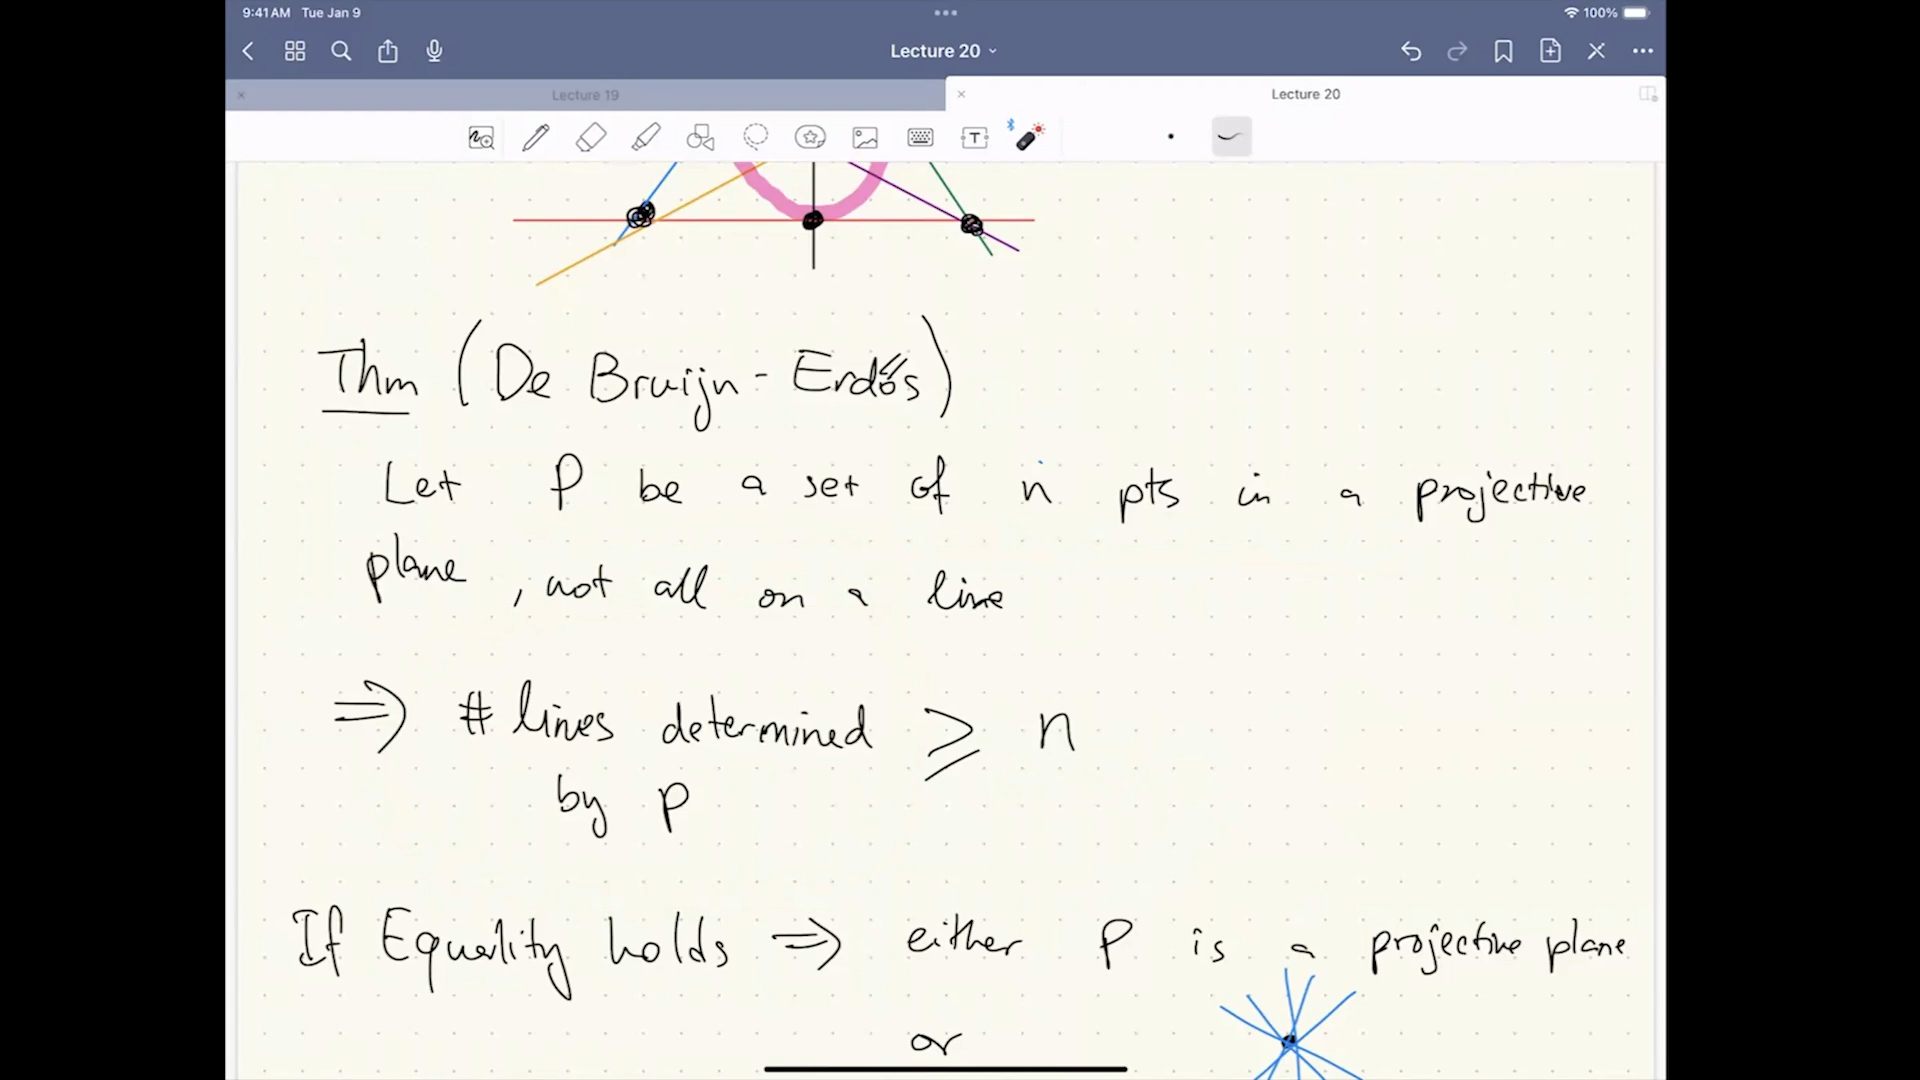 9:41 AM Tue Jan 9
100%
Lecture 20
Lecture 19
Lecture 20
T
Thm (De Bruijn - Erdős)
Let P be a set of n pts in a projective
plane, not all on a line
⇒ # lines determined ≥ n
by P
If Equality holds ⇒ either P is a projective plane
or